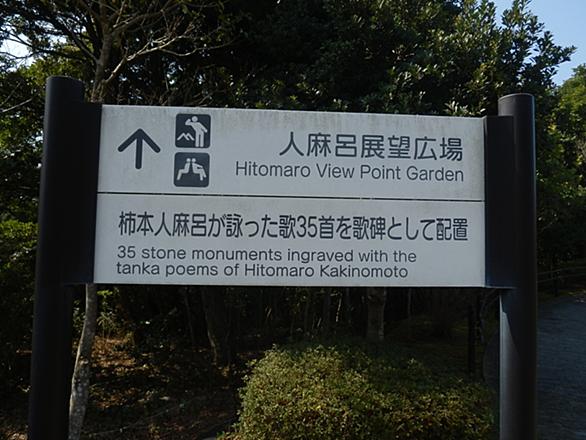 人麻呂展望広場
Hitomaro View Point Garden
柿本人麻呂が詠った歌35首を歌碑として配置
35 stone monuments ingraved with the
tanka poems of Hitomaro Kakinomoto